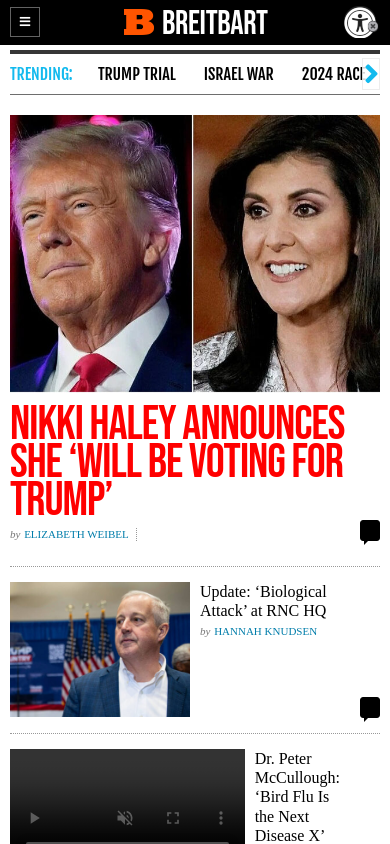 BREITBART
TRENDING:
TRUMP TRIAL
ISRAEL WAR
2024 RACE
NIKKI HALEY ANNOUNCES
SHE ‘WILL BE VOTING FOR
TRUMP’
by ELIZABETH WEIBEL
Update: ‘Biological
Attack’ at RNC HQ
by HANNAH KNUDSEN
Dr. Peter
McCullough:
‘Bird Flu Is
the Next
Disease X’